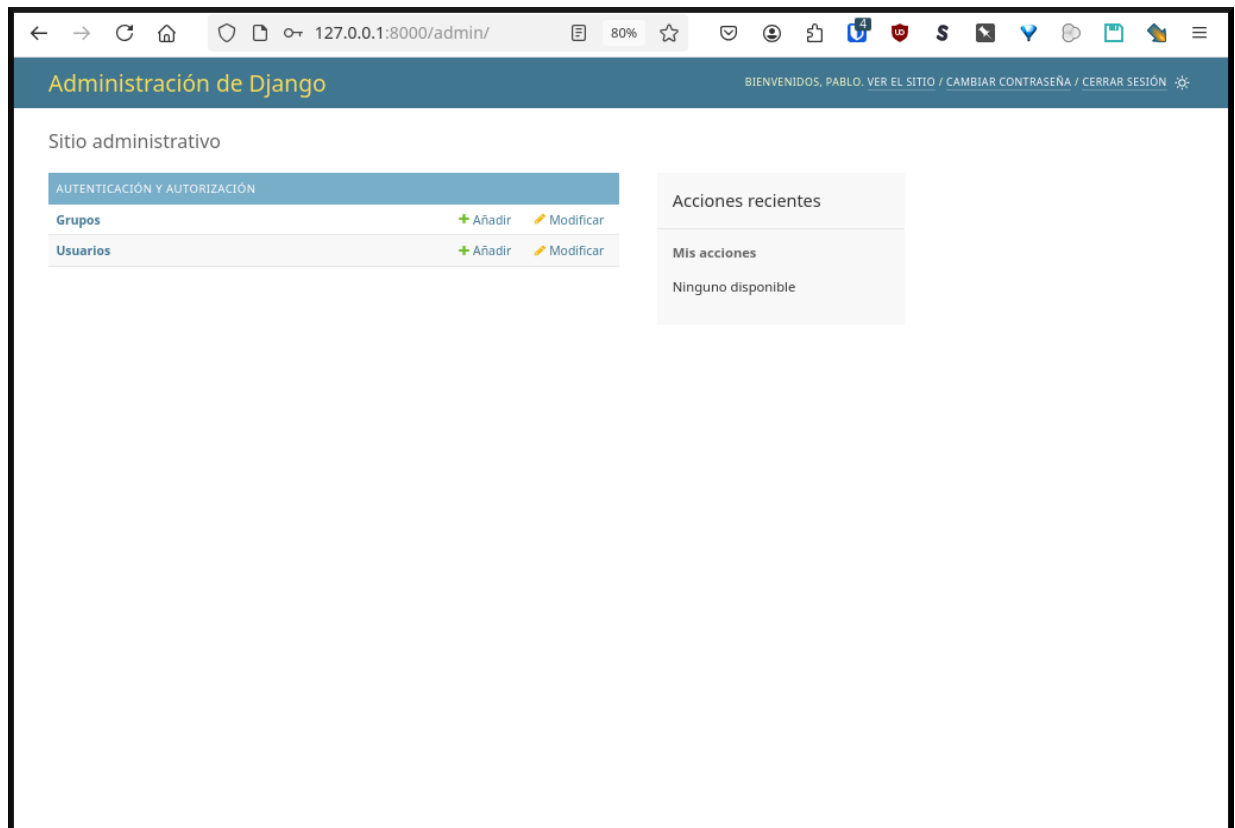 127.0.0.1:8000/admin/ 80% 4 S
Administración de Django
BIENVENIDOS, PABLO. VER EL SITIO / CAMBIAR CONTRASEÑA / CERRAR SESIÓN
Sitio administrativo
AUTENTICACIÓN Y AUTORIZACIÓN
Grupos Añadir Modificar
Usuarios Añadir Modificar
Acciones recientes
Mis acciones
Ninguno disponible